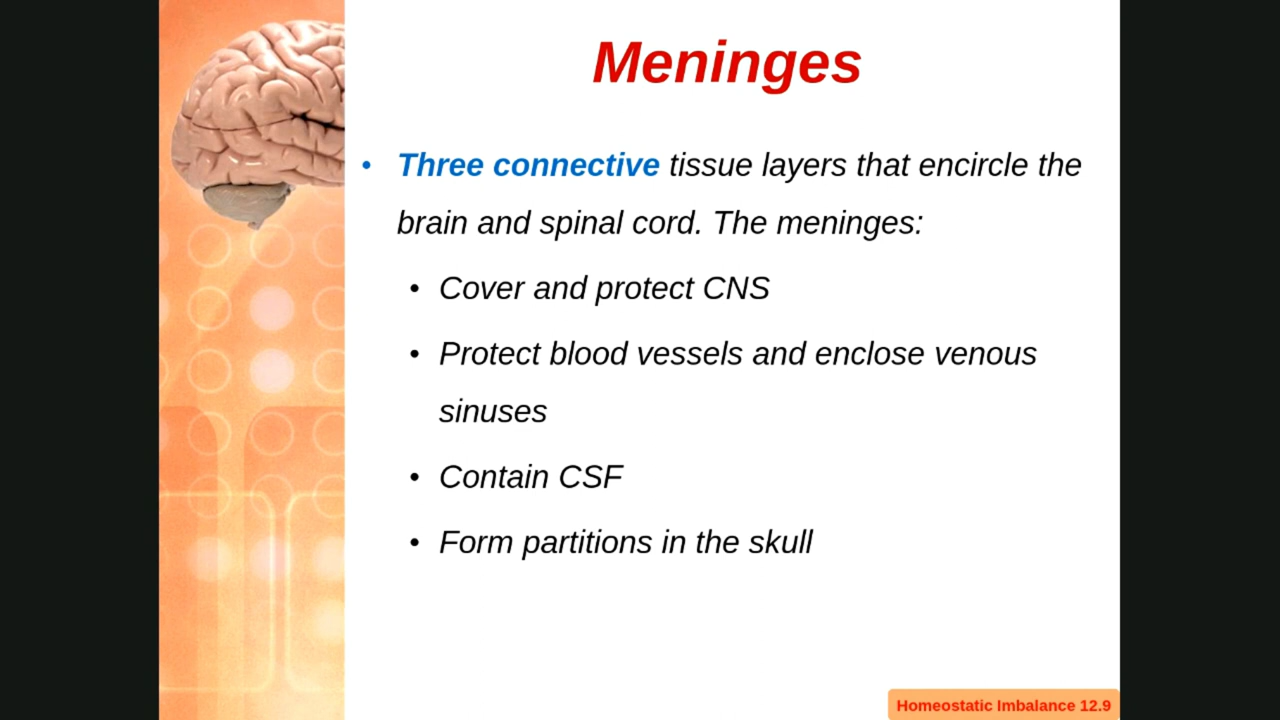 Meninges
• Three connective tissue layers that encircle the
brain and spinal cord. The meninges:
• Cover and protect CNS
• Protect blood vessels and enclose venous
sinuses
• Contain CSF
• Form partitions in the skull
Homeostatic Imbalance 12.9